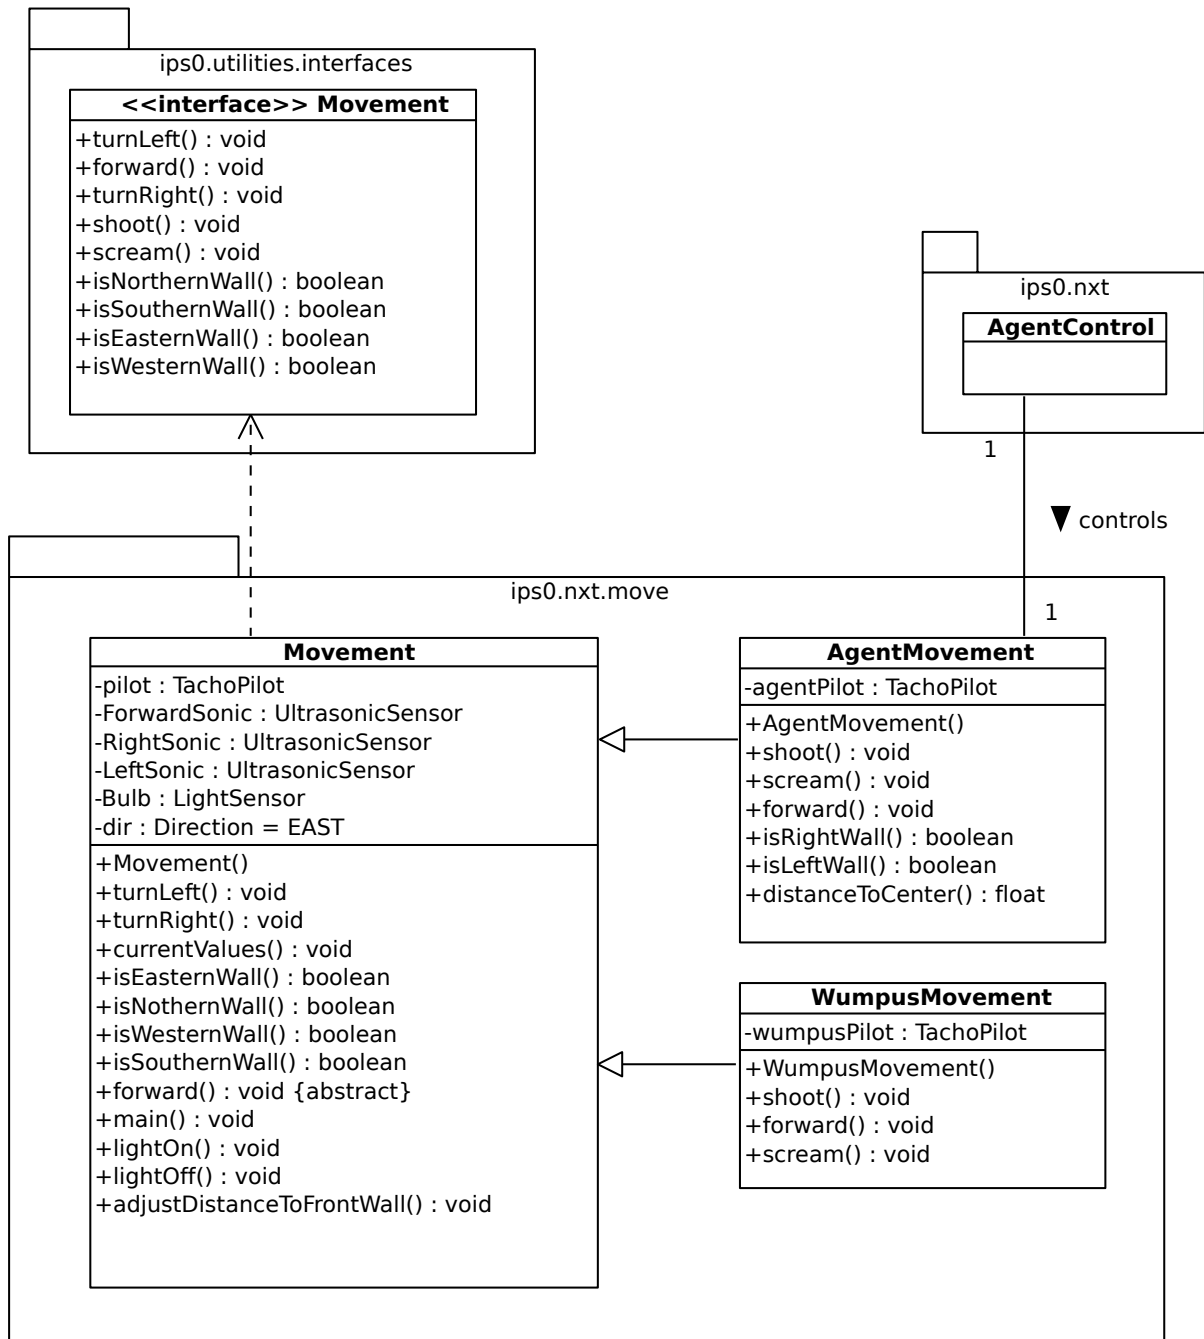 ips0.utilities.interfaces
<<interface>> Movement
+turnLeft() : void
+forward() : void
+turnRight() : void
+shoot() : void
+scream() : void
+isNorthernWall() : boolean
+isSouthernWall() : boolean
+isEasternWall() : boolean
+isWesternWall() : boolean
ips0.nxt
AgentControl
1
controls
1
ips0.nxt.move
Movement
-pilot : TachoPilot
-ForwardSonic : UltrasonicSensor
-RightSonic : UltrasonicSensor
-LeftSonic : UltrasonicSensor
-Bulb : LightSensor
-dir : Direction = EAST
+Movement()
+turnLeft() : void
+turnRight() : void
+currentValues() : void
+isEasternWall() : boolean
+isNothernWall() : boolean
+isWesternWall() : boolean
+isSouthernWall() : boolean
+forward() : void {abstract}
+main() : void
+lightOn() : void
+lightOff() : void
+adjustDistanceToFrontWall() : void
AgentMovement
-agentPilot : TachoPilot
+AgentMovement()
+shoot() : void
+scream() : void
+forward() : void
+isRightWall() : boolean
+isLeftWall() : boolean
+distanceToCenter() : float
WumpusMovement
-wumpusPilot : TachoPilot
+WumpusMovement()
+shoot() : void
+forward() : void
+scream() : void